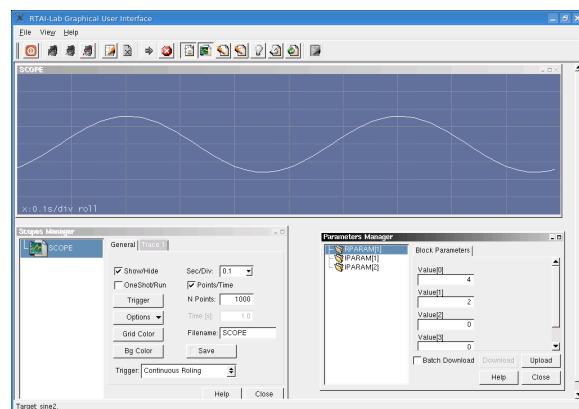 RTAI-Lab Graphical User Interface
File View Help
SCOPE
x:0.1s/div roll
Scopes Manager
SCOPE
General Trace 1
Show/Hide
Sec/Div: 0.1
OneShot/Run
Points/Time
Trigger
N Points: 1000
Options
Time [s]: 1.0
Grid Color
Filename: SCOPE
Bg Color
Save
Trigger: Continuous Roling
Help Close
Parameters Manager
RPARAM[1]
IPARAM[1]
IPARAM[2]
Block Parameters
Value[0]
4
Value[1]
2
Value[2]
0
Value[3]
0
Batch Download Download Upload
Help Close
Target: sine2.